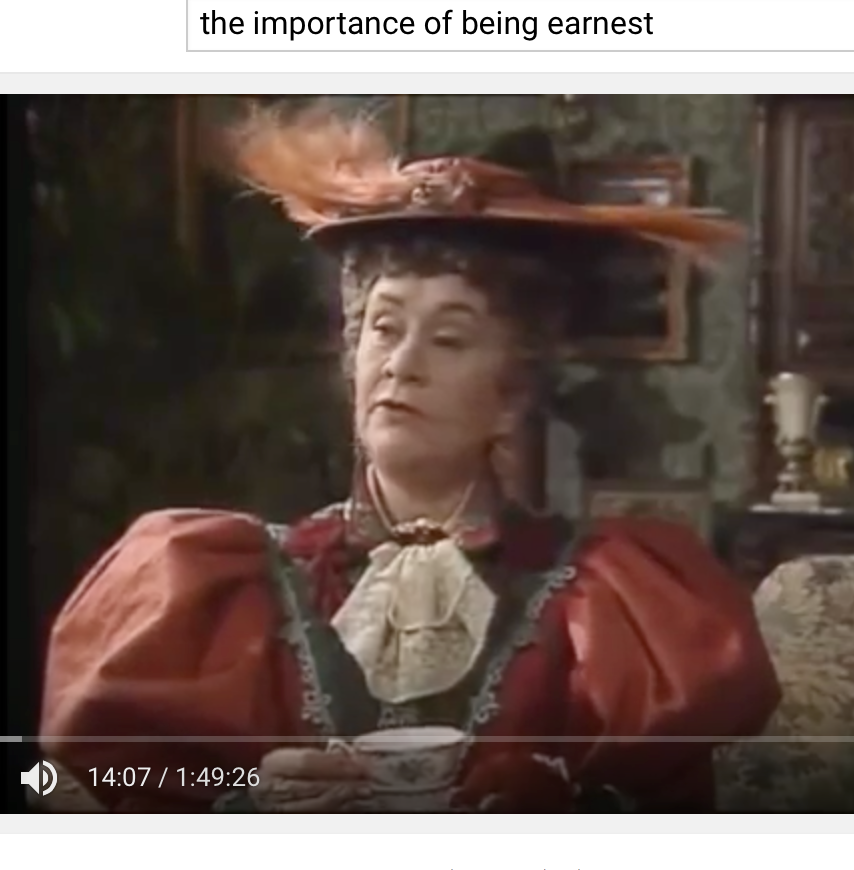 the importance of being earnest
14:07 / 1:49:26